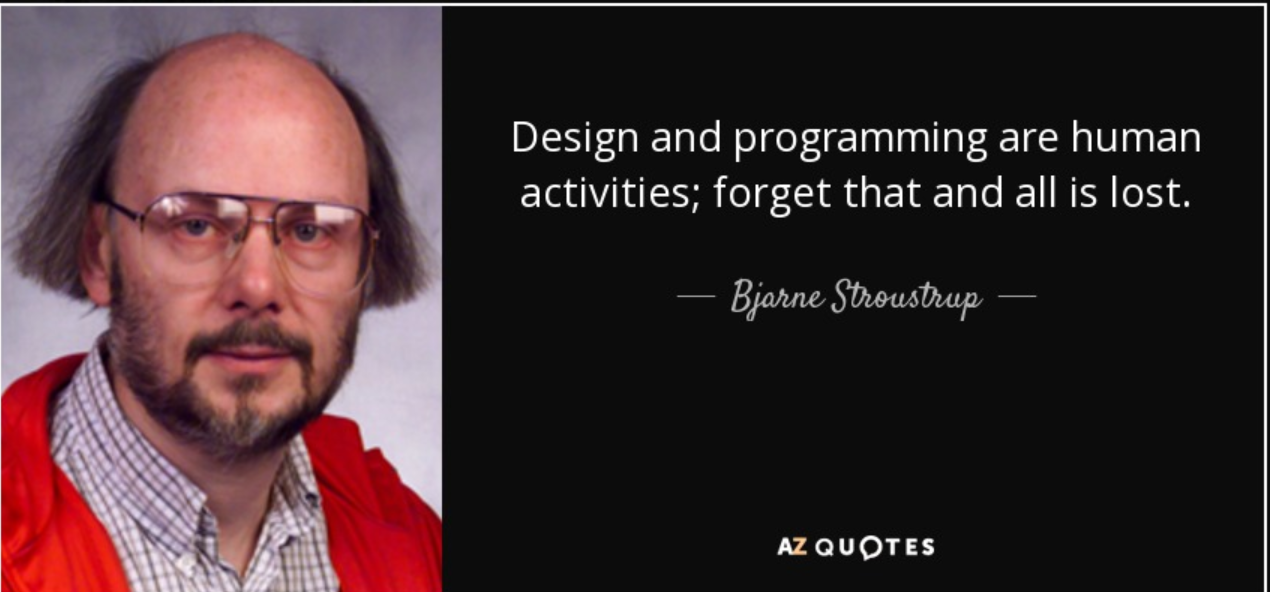 Design and programming are human
activities; forget that and all is lost.
Bjarne Stroustrup
AZ QUOTES